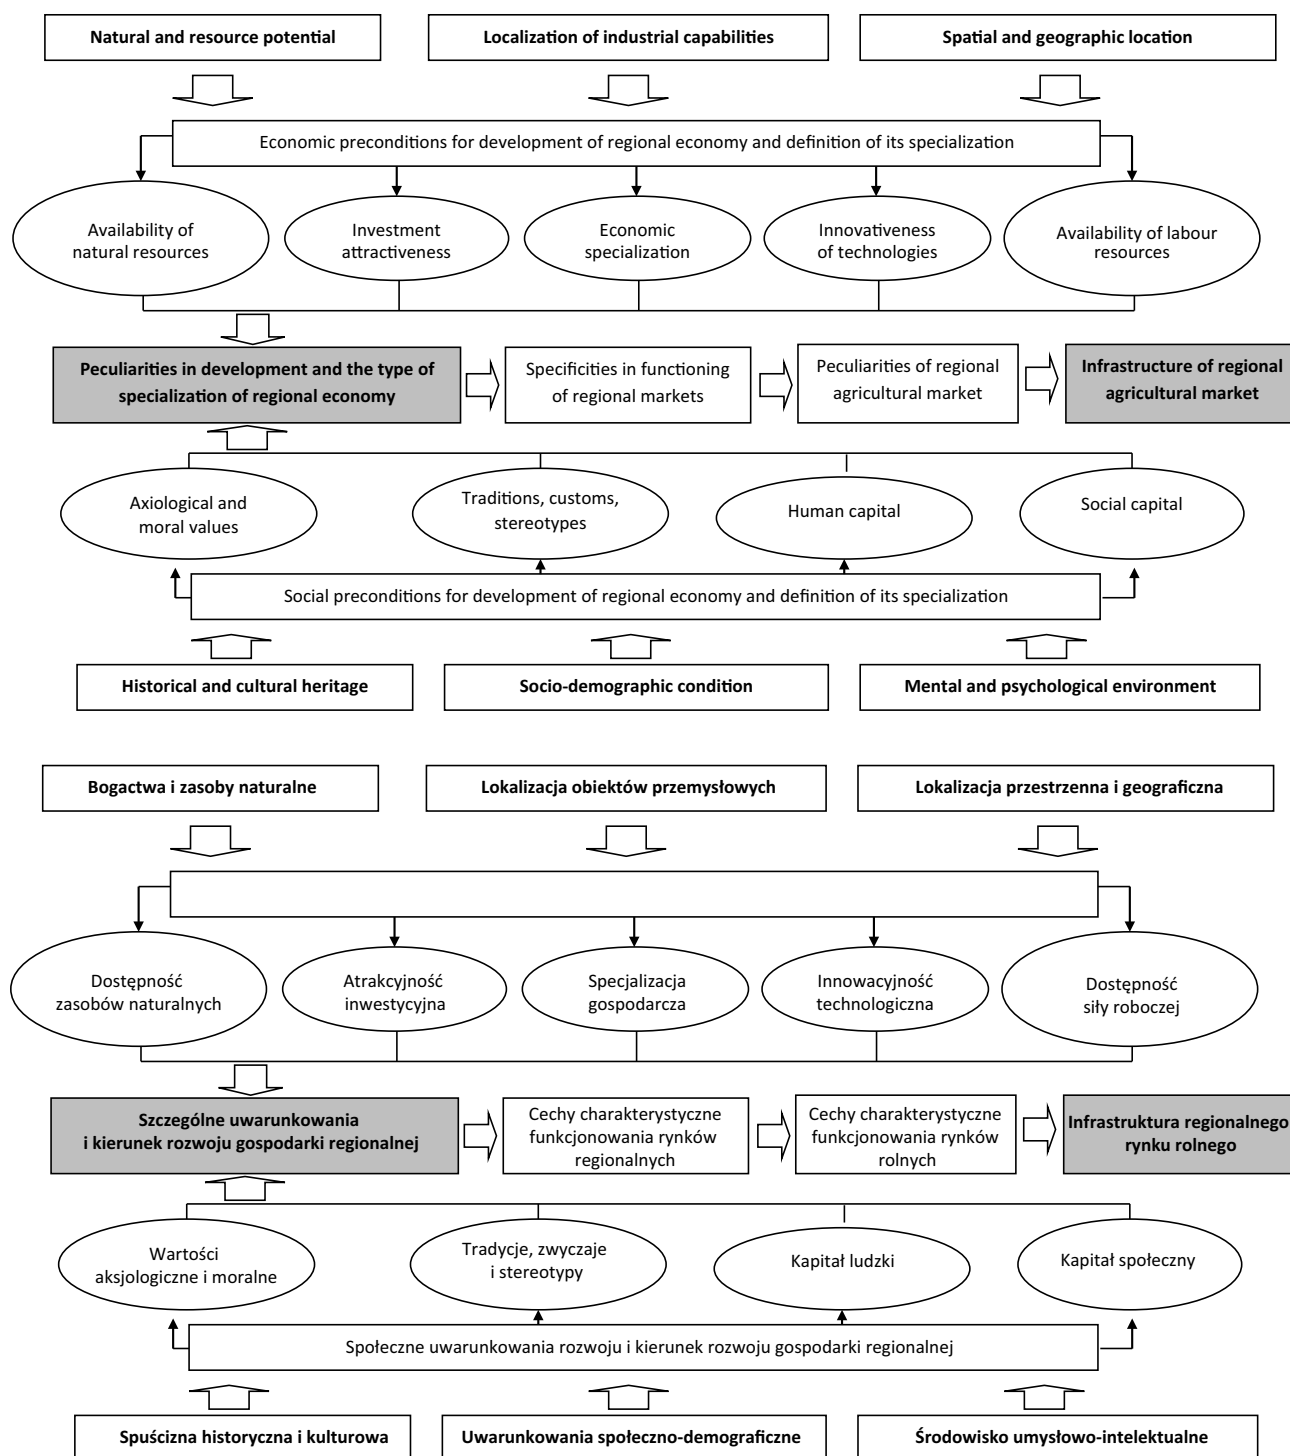 Natural and resource potential
Localization of industrial capabilities
Spatial and geographic location
Economic preconditions for development of regional economy and definition of its specialization
Availability of
natural resources
Investment
attractiveness
Economic
specialization
Innovativeness
of technologies
Availability of labour
resources
Peculiarities in development and the type of
specialization of regional economy
Specificities in functioning
of regional markets
Peculiarities of regional
agricultural market
Infrastructure of regional
agricultural market
Axiological and
moral values
Traditions, customs,
stereotypes
Human capital
Social capital
Social preconditions for development of regional economy and definition of its specialization
Historical and cultural heritage
Socio-demographic condition
Mental and psychological environment
Bogactwa i zasoby naturalne
Lokalizacja obiektów przemysłowych
Lokalizacja przestrzenna i geograficzna
Dostępność
zasobów naturalnych
Atrakcyjność
inwestycyjna
Specjalizacja
gospodarcza
Innowacyjność
technologiczna
Dostępność
siły roboczej
Szczególne uwarunkowania
i kierunek rozwoju gospodarki regionalnej
Cechy charakterystyczne
funkcjonowania rynków
regionalnych
Cechy charakterystyczne
funkcjonowania rynków
rolnych
Infrastruktura regionalnego
rynku rolnego
Wartości
aksjologiczne i moralne
Tradycje, zwyczaje
i stereotypy
Kapitał ludzki
Kapitał społeczny
Społeczne uwarunkowania rozwoju i kierunek rozwoju gospodarki regionalnej
Spuścizna historyczna i kulturowa
Uwarunkowania społeczno-demograficzne
Środowisko umysłowo-intelektualne